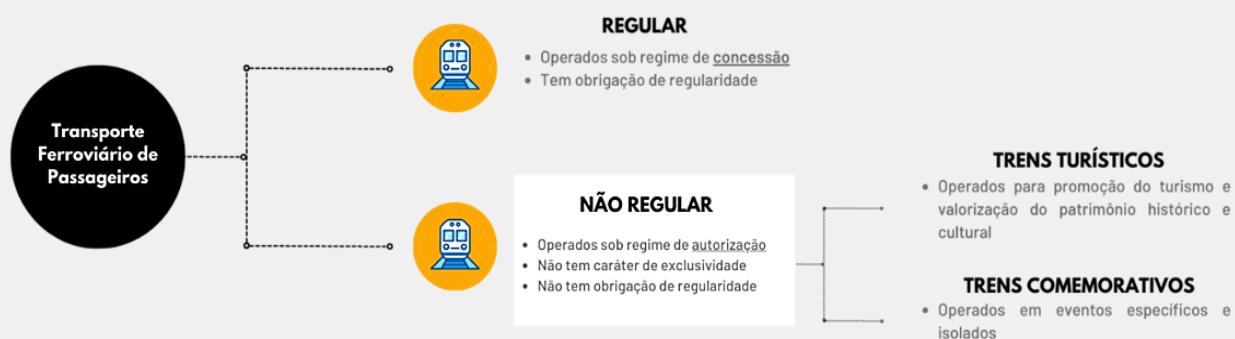 Transporte
Ferroviário de
Passageiros
REGULAR
• Operados sob regime de concessão
• Tem obrigação de regularidade
NÃO REGULAR
• Operados sob regime de autorização
• Não tem caráter de exclusividade
• Não tem obrigação de regularidade
TRENS TURÍSTICOS
• Operados para promoção do turismo e
valorização do patrimônio histórico e
cultural
TRENS COMEMORATIVOS
• Operados em eventos específicos e
isolados